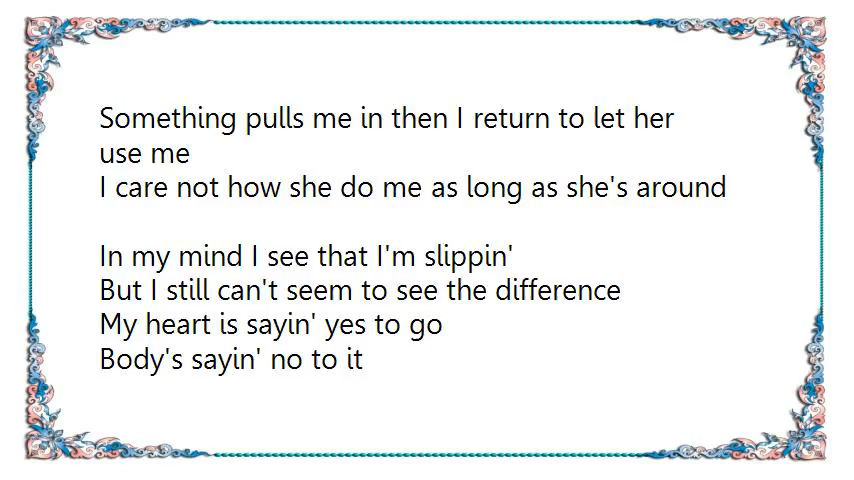 Something pulls me in then I return to let her
use me
I care not how she do me as long as she's around
In my mind I see that I'm slippin'
But I still can't seem to see the difference
My heart is sayin' yes to go
Body's sayin' no to it